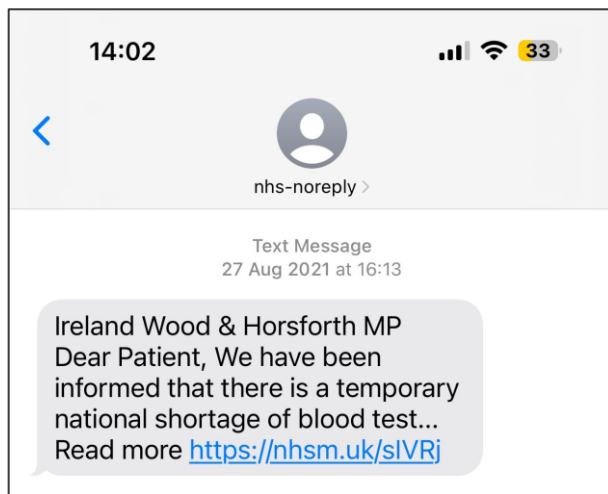 14:02
33
nhs-noreply >
Text Message
27 Aug 2021 at 16:13
Ireland Wood & Horsforth MP
Dear Patient, We have been
informed that there is a temporary
national shortage of blood test...
Read more https://nhsm.uk/sIVRj